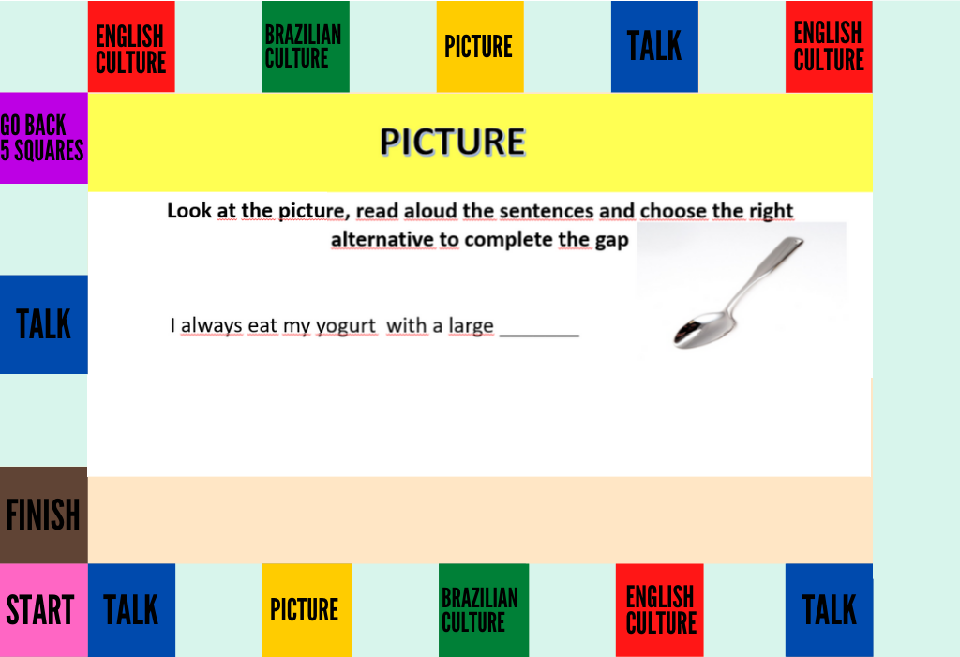 ENGLISH
CULTURE
BRAZILIAN
CULTURE
PICTURE
TALK
ENGLISH
CULTURE
GO BACK
5 SQUARES
PICTURE
Look at the picture, read aloud the sentences and choose the right
alternative to complete the gap
I always eat my yogurt with a large ________
TALK
FINISH
START
TALK
PICTURE
BRAZILIAN
CULTURE
ENGLISH
CULTURE
TALK